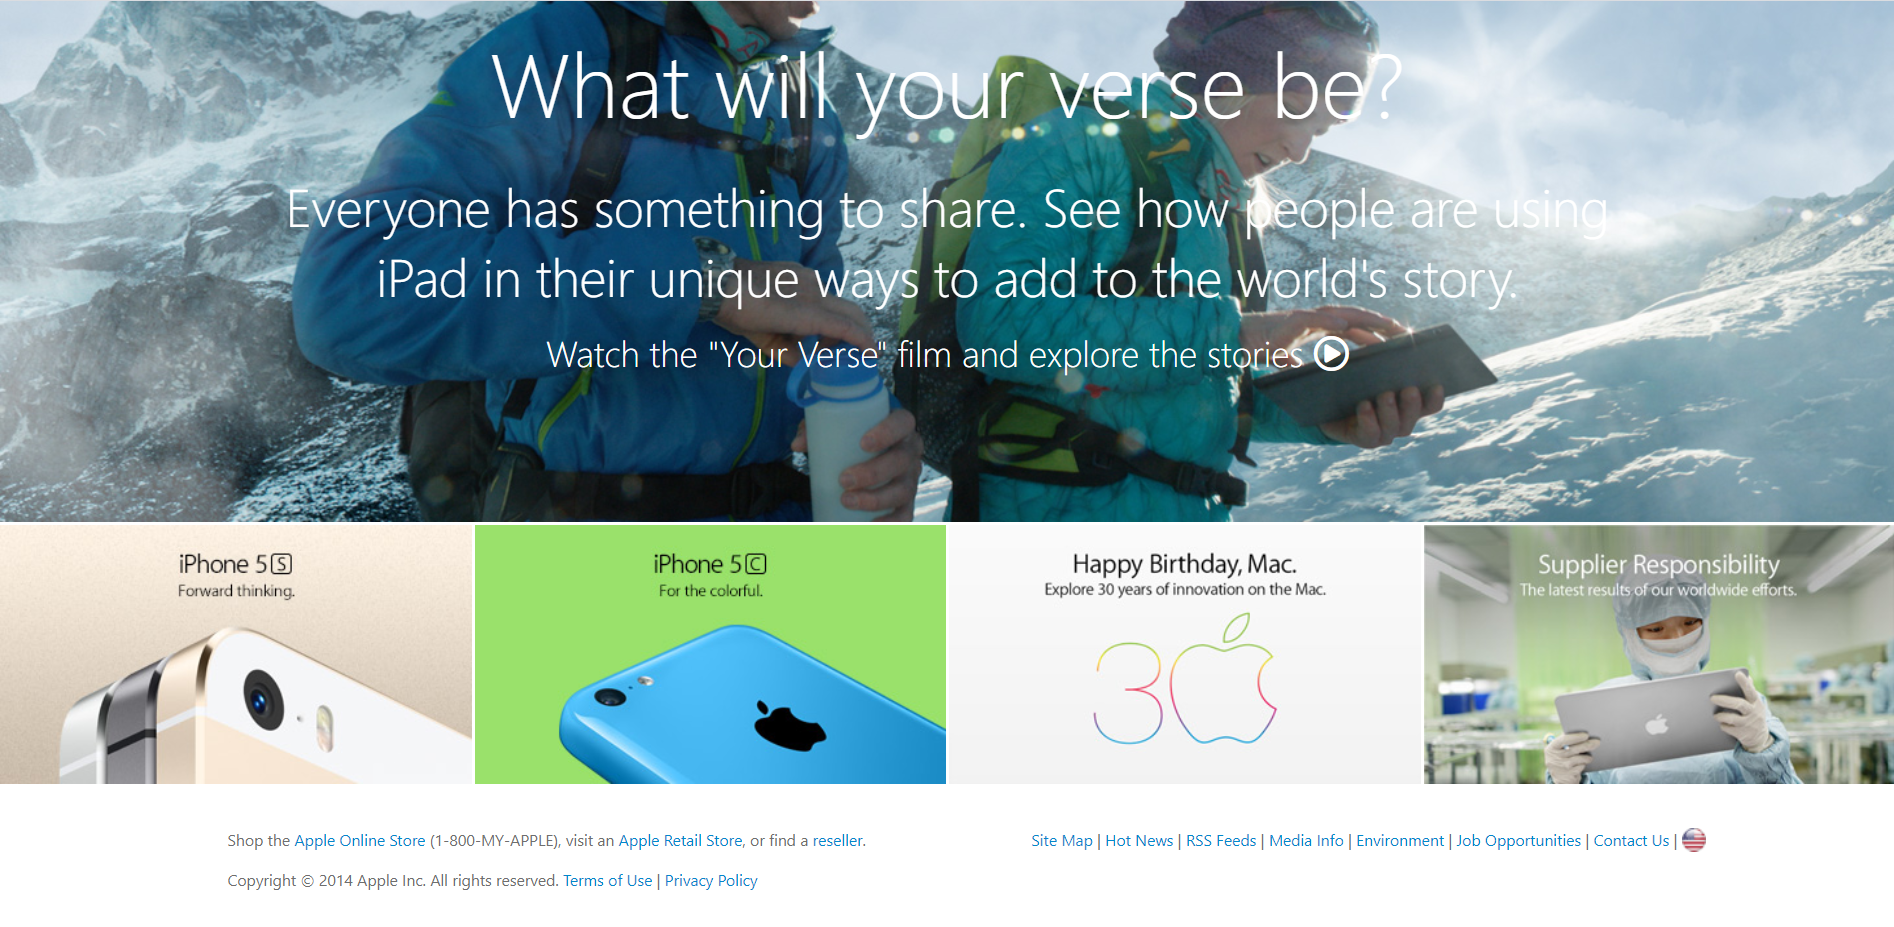 What will your verse be?
Everyone has something to share. See how people are using
iPad in their unique ways to add to the world's story.
Watch the "Your Verse" film and explore the stories
iPhone 5S
Forward thinking.
iPhone 5C
For the colorful.
Happy Birthday, Mac.
Explore 30 years of innovation on the Mac.
30
Supplier Responsibility
The latest results of our worldwide efforts.
Shop the Apple Online Store (1-800-MY-APPLE), visit an Apple Retail Store, or find a reseller.
Site Map | Hot News | RSS Feeds | Media Info | Environment | Job Opportunities | Contact Us |
Copyright © 2014 Apple Inc. All rights reserved. Terms of Use | Privacy Policy